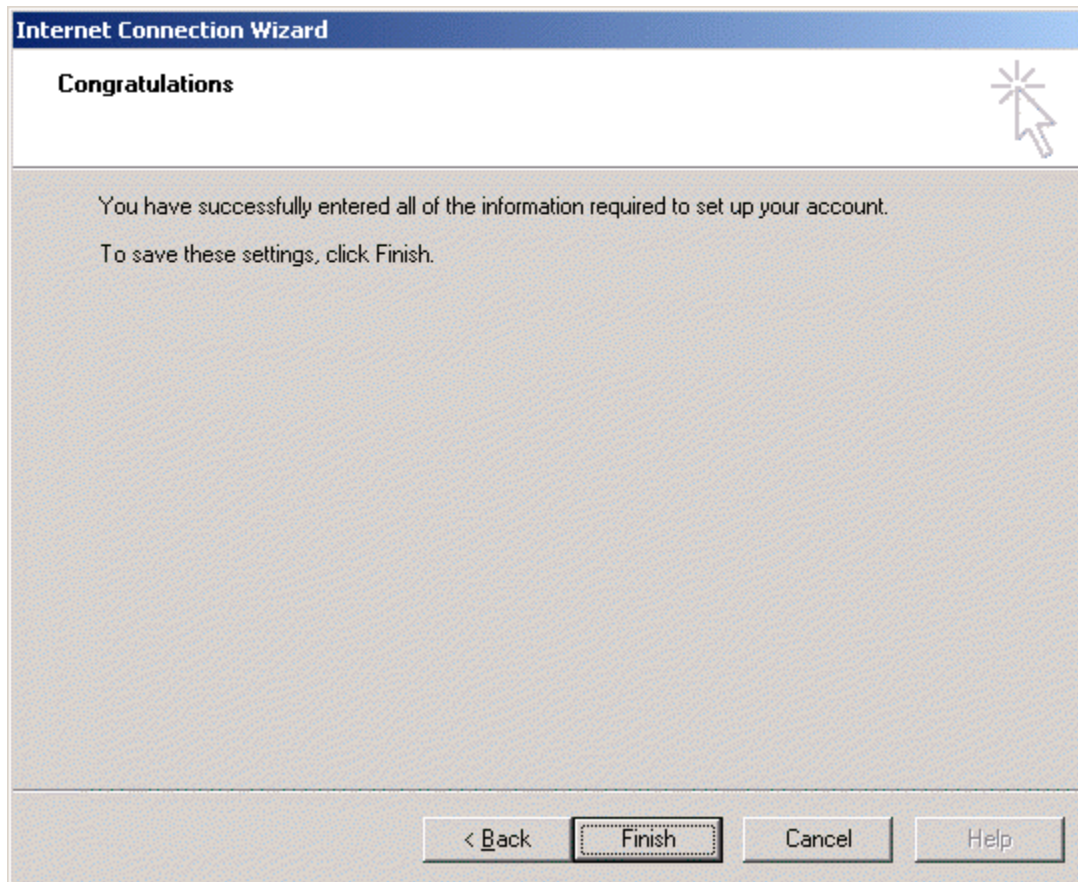 Internet Connection Wizard
Congratulations
You have successfully entered all of the information required to set up your account.
To save these settings, click Finish.
< Back
Finish
Cancel
Help